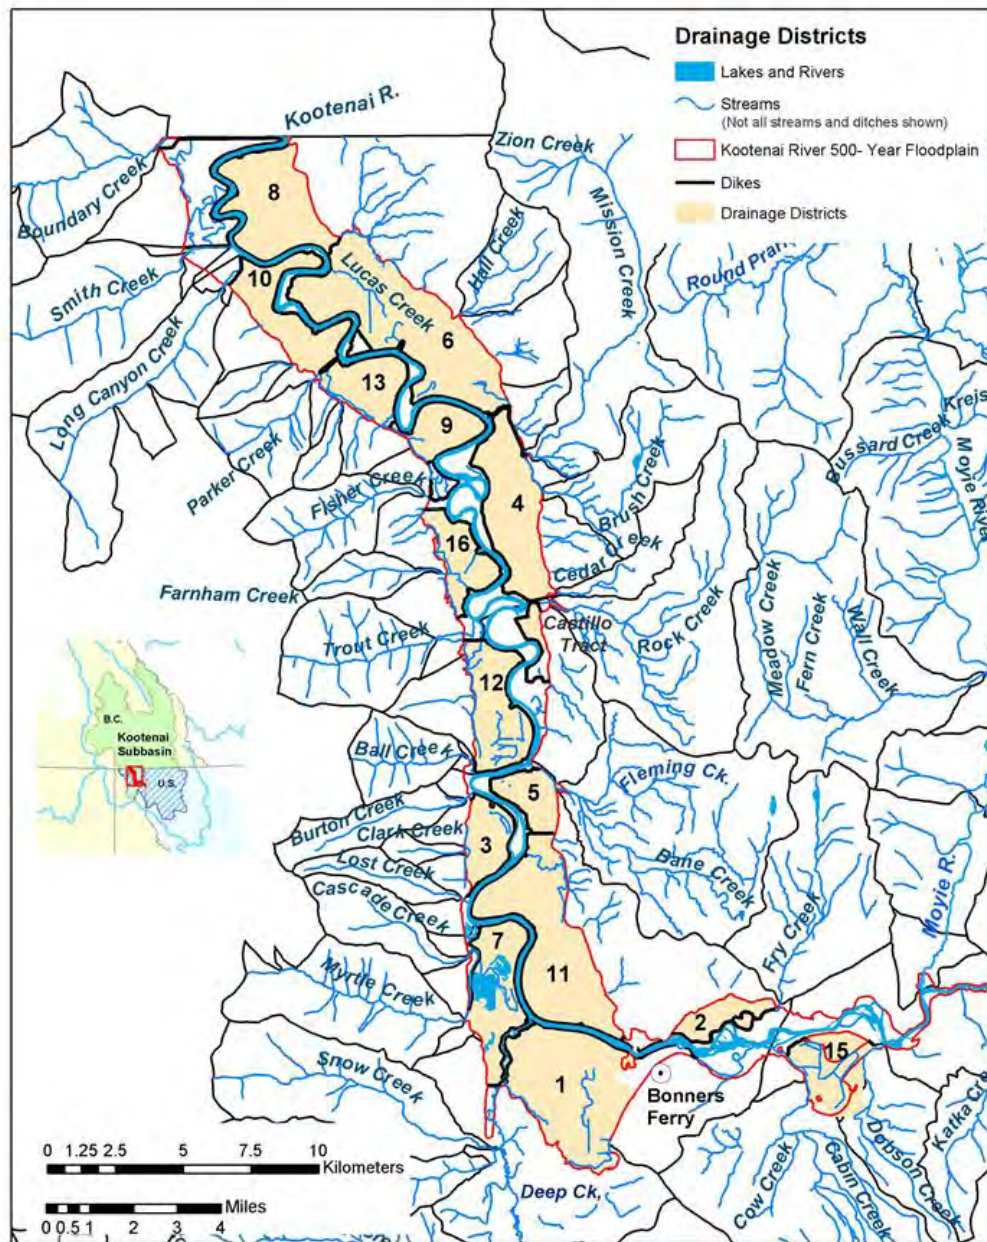 Drainage Districts
Lakes and Rivers
Streams
(Not all streams and ditches shown)
Kootenai River 500- Year Floodplain
Dikes
Drainage Districts
Kootenai R.
Zion Creek
Boundary Creek
8
Mission Creek
Hall Creek
Smith Creek
10
Lucas Creek
Round
6
Long Canyon Creek
13
9
Kreis
Bussard Creek
Moyie River
Parker Creek
Fisher Creek
4
Brush Creek
16
Cedar Creek
Farnham Creek
Castillo
Tract
Rock Creek
Meadow Creek
Fern Creek
Wall Creek
Trout Creek
12
B.C.
Kootenai
Subbasin
U.S.
Ball Creek
Fleming Ck.
5
Burton Creek
Clark Creek
3
Lost Creek
Bane Creek
Cascade Creek
Moyie R.
Fry Creek
7
11
Myrtle Creek
2
15
Snow Creek
1
Bonners
Ferry
Kafka Cre
Dobson Creek
Cabin Creek
Cow Creek
Deep Ck,
0 1.25 2.5 5 7.5 10
Kilometers
Miles
0 0.5 1 2 3 4